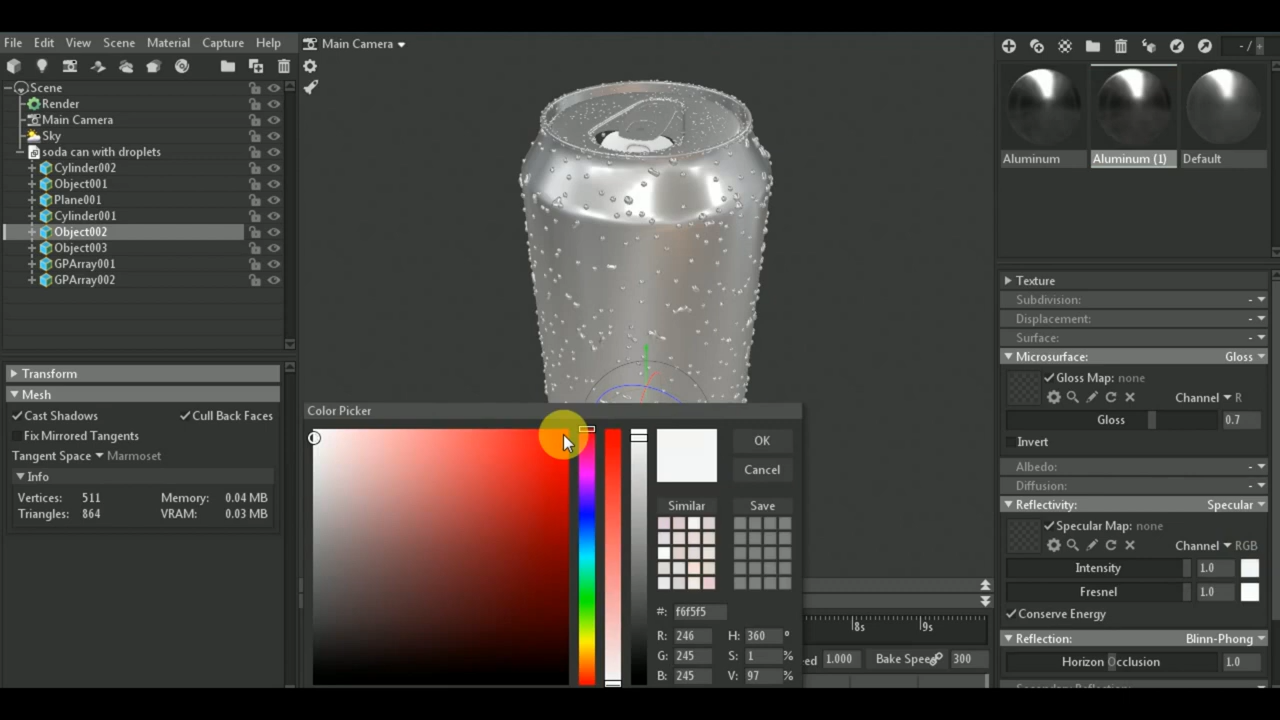 File Edit View Scene Material Capture Help
Main Camera
- /
Scene
Render
Main Camera
Sky
soda can with droplets
Cylinder002
Object001
Plane001
Cylinder001
Object002
Object003
GPArray001
GPArray002
Transform
Mesh
Cast Shadows Cull Back Faces
Fix Mirrored Tangents
Tangent Space Marmoset
Info
Vertices: 511 Memory: 0.04 MB
Triangles: 864 VRAM: 0.03 MB
Color Picker
OK
Cancel
Similar Save
#: f6f5f5
R: 246 H: 360 °
G: 245 S: 1 %
B: 245 V: 97 %
8s 9s
ed 1.000 Bake Speed 300
Aluminum Aluminum (1) Default
Texture
Subdivision: -
Displacement: -
Surface: -
Microsurface: Gloss
Gloss Map: none
Channel R
Gloss 0.7
Invert
Albedo: -
Diffusion: -
Reflectivity: Specular
Specular Map: none
Channel RGB
Intensity 1.0
Fresnel 1.0
Conserve Energy
Reflection: Blinn-Phong
Horizon Occlusion 1.0